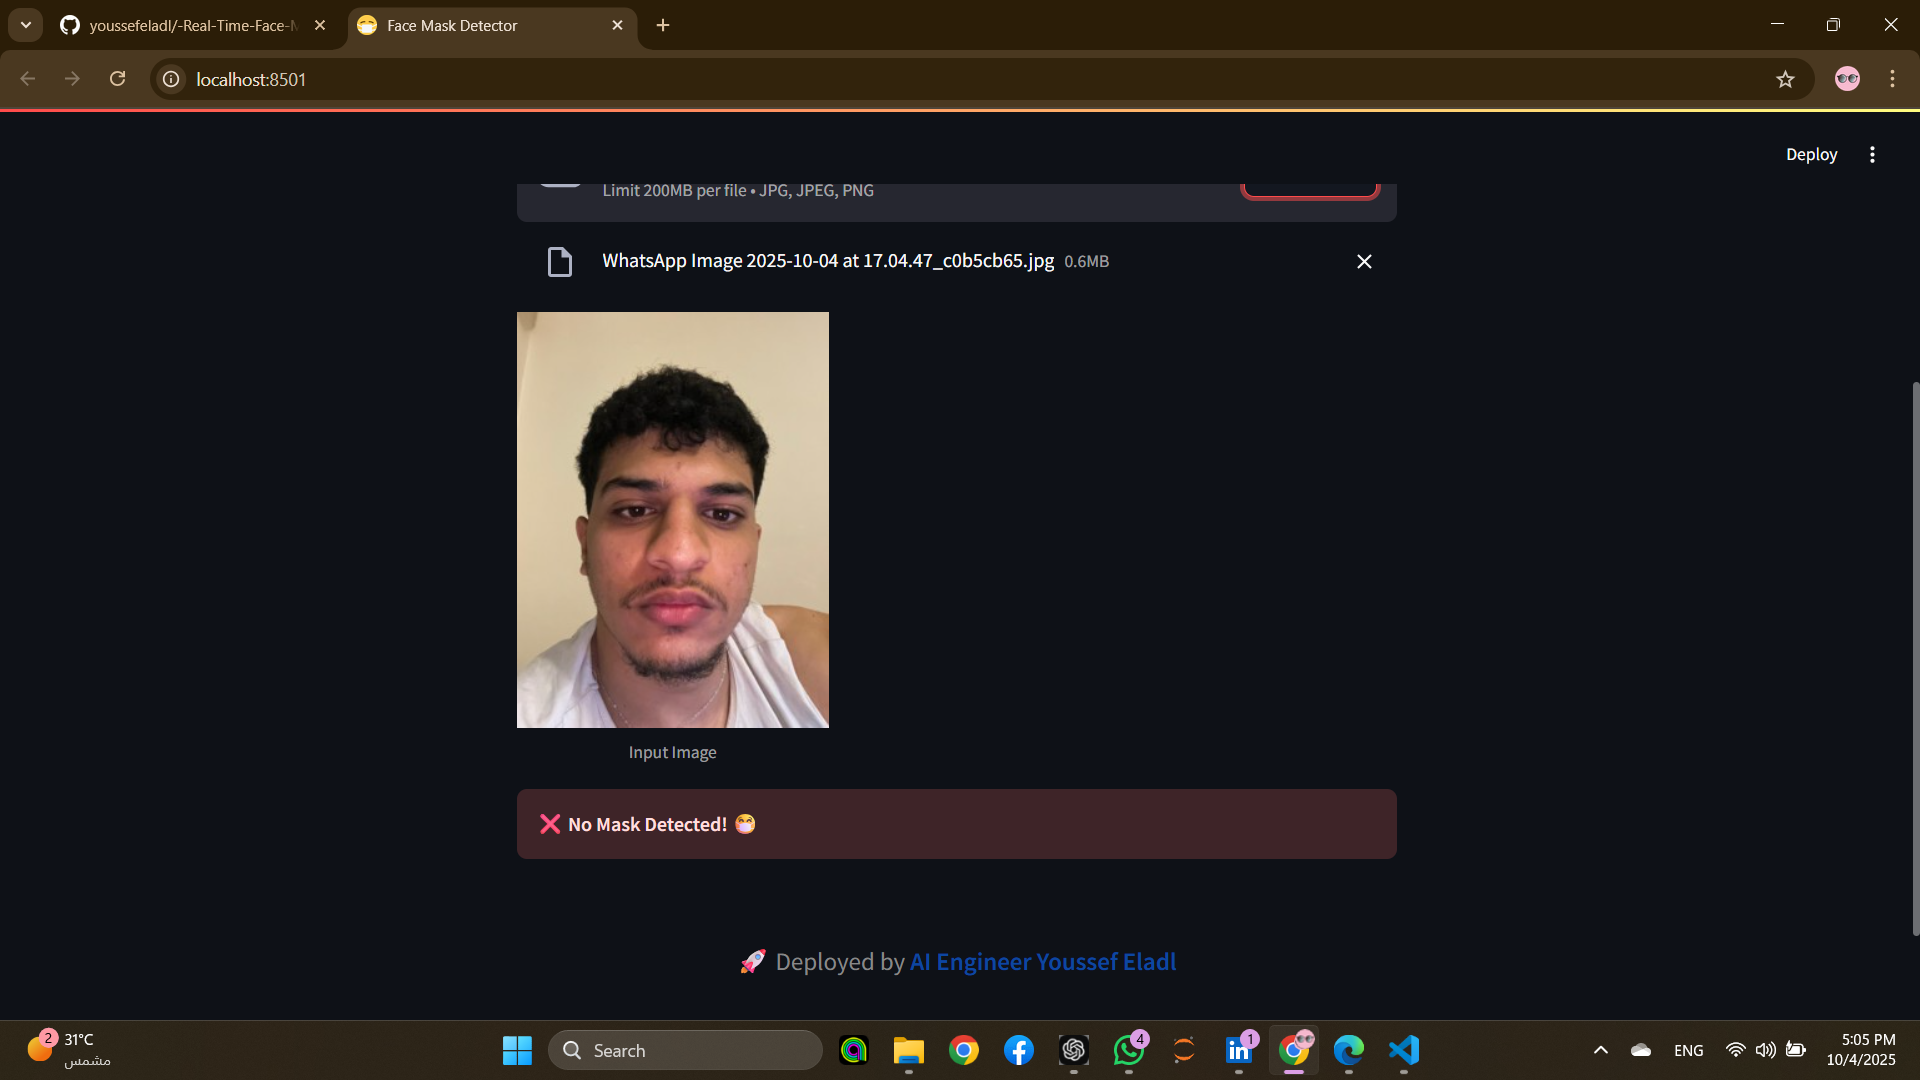 youssefeladl/-Real-Time-Face-M
Face Mask Detector
localhost:8501
Deploy
Limit 200MB per file • JPG, JPEG, PNG
WhatsApp Image 2025-10-04 at 17.04.47_c0b5cb65.jpg 0.6MB
Input Image
❌ No Mask Detected! 😷
🚀 Deployed by AI Engineer Youssef Eladl
2
31°C
مشمس
Search
4
in
1
ENG
5:05 PM
10/4/2025